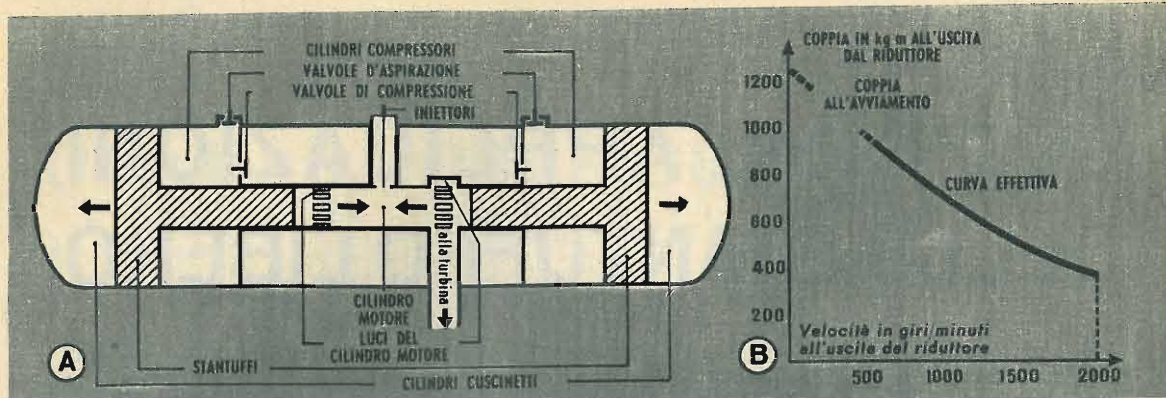 CILINDRI COMPRESSORI
VALVOLE D'ASPIRAZIONE
VALVOLE DI COMPRESSIONE
INIETTORI
alla turbina
CILINDRO
MOTORE
LUCI DEL
CILINDRO MOTORE
STANTUFFI
CILINDRI CUSCINETTI
A
COPPIA IN kg m ALL'USCITA
DAL RIDUTTORE
1200
COPPIA
ALL'AVVIAMENTO
1000
800
CURVA EFFETTIVA
600
400
200
Velocità in giri minuti
all'uscita del riduttore
B
500 1000 1500 2000